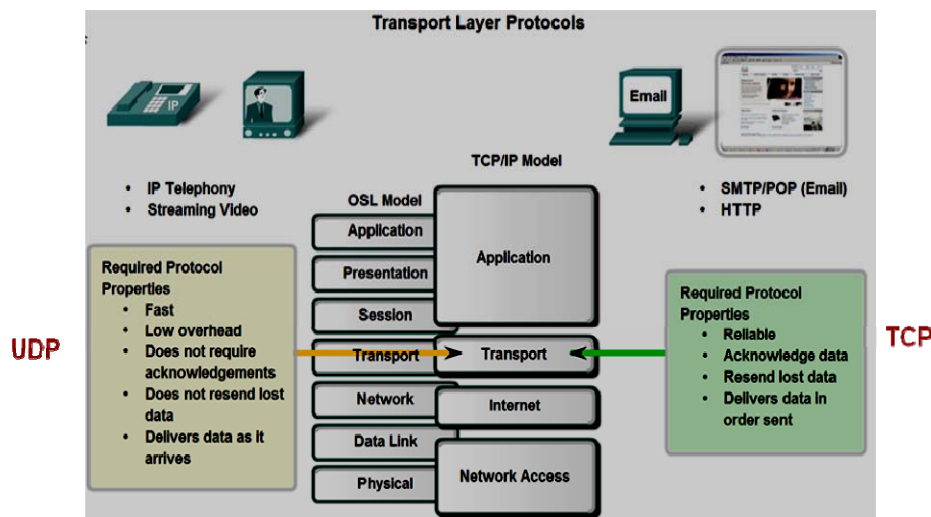 Transport Layer Protocols
IP
Email
TCP/IP Model
• IP Telephony
• Streaming Video
• SMTP/POP (Email)
• HTTP
OSL Model
Application
Presentation
Session
Transport
Network
Data Link
Physical
Application
Transport
Internet
Network Access
UDP
Required Protocol
Properties
• Fast
• Low overhead
• Does not require
acknowledgements
• Does not resend lost
data
• Delivers data as it
arrives
Required Protocol
Properties
• Reliable
• Acknowledge data
• Resend lost data
• Delivers data in
order sent
TCP